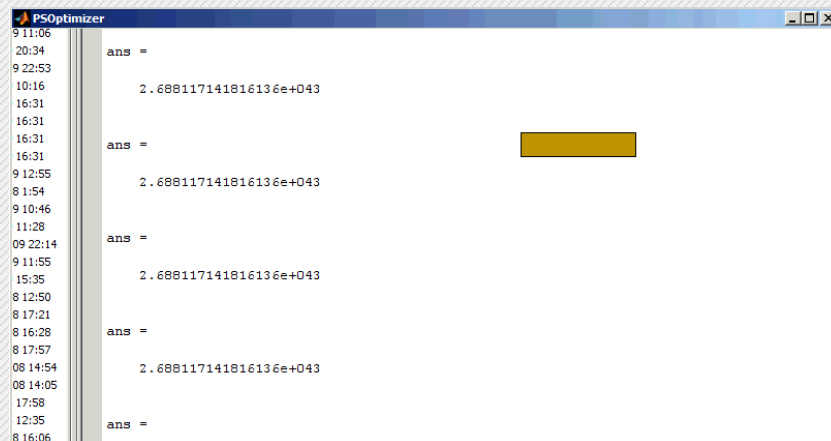 PSOptimizer
9 11:06
20:34
ans =
9 22:53
10:16
2.688117141816136e+043
16:31
16:31
16:31
ans =
16:31
9 12:55
2.688117141816136e+043
8 1:54
9 10:46
11:28
ans =
09 22:14
9 11:55
15:35
2.688117141816136e+043
8 12:50
8 17:21
8 16:28
ans =
8 17:57
08 14:54
2.688117141816136e+043
08 14:05
17:58
12:35
ans =
8 16:06